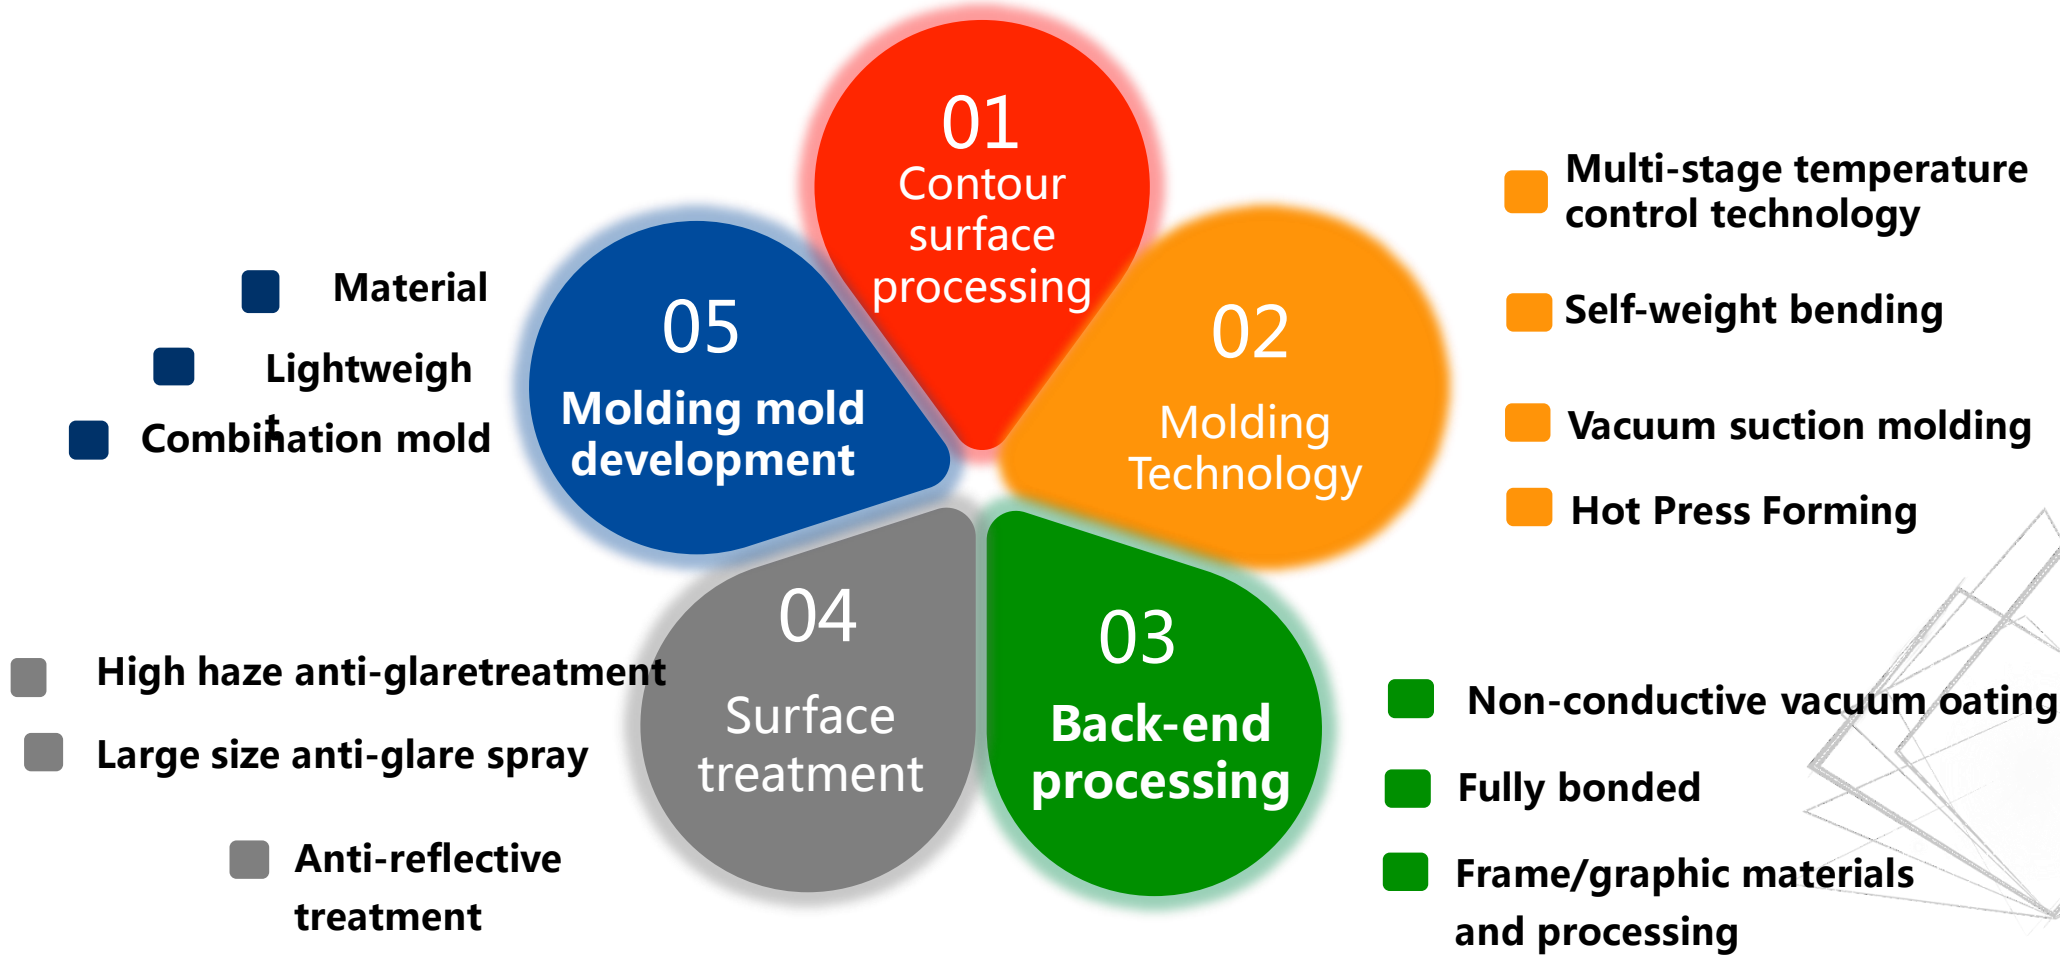 01
Contour
surface
processing
02
Molding
Technology
Multi-stage temperature
control technology
Self-weight bending
Vacuum suction molding
Hot Press Forming
03
Back-end
processing
Non-conductive vacuum oating
Fully bonded
Frame/graphic materials
and processing
04
Surface
treatment
High haze anti-glaretreatment
Large size anti-glare spray
Anti-reflective
treatment
05
Molding mold
development
Material
Lightweigh
t
Combination mold